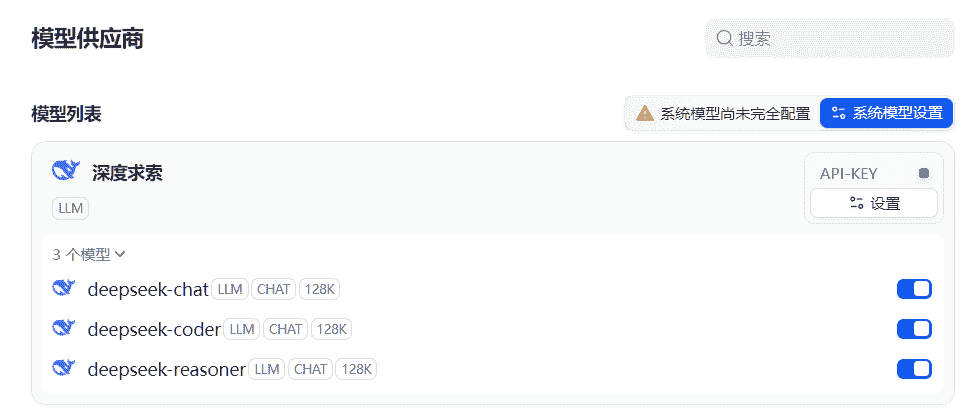 模型供应商
搜索
模型列表
系统模型尚未完全配置 系统模型设置
深度求索
API-KEY
LLM
设置
3 个模型
deepseek-chat LLM CHAT 128K
deepseek-coder LLM CHAT 128K
deepseek-reasoner LLM CHAT 128K